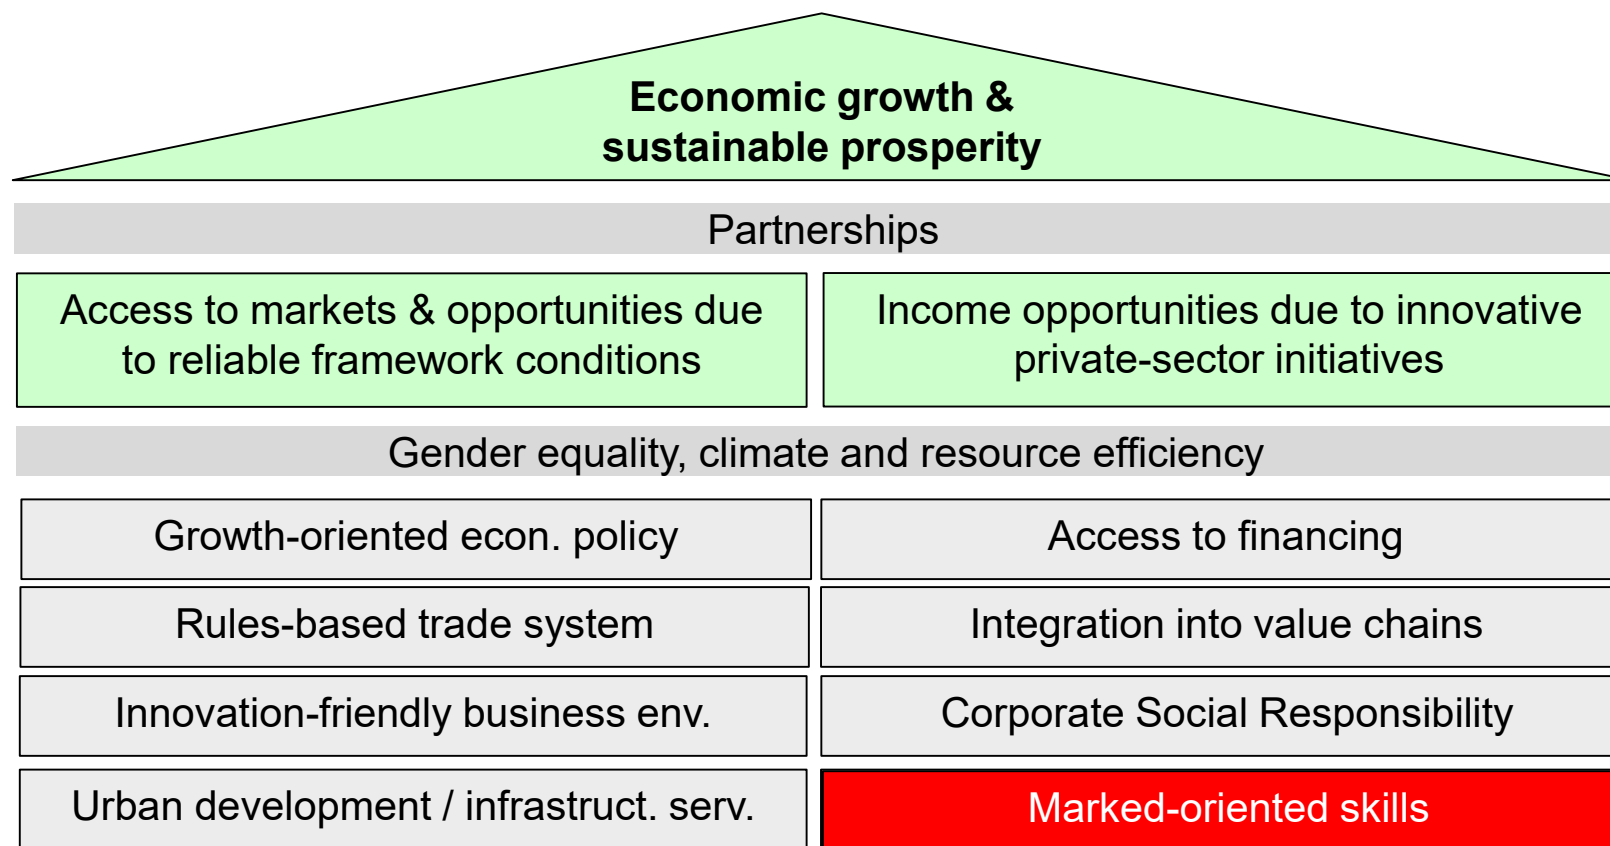 Economic growth &
sustainable prosperity
Partnerships
Access to markets & opportunities due
to reliable framework conditions
Income opportunities due to innovative
private-sector initiatives
Gender equality, climate and resource efficiency
Growth-oriented econ. policy
Access to financing
Rules-based trade system
Integration into value chains
Innovation-friendly business env.
Corporate Social Responsibility
Urban development / infrastruct. serv.
Marked-oriented skills